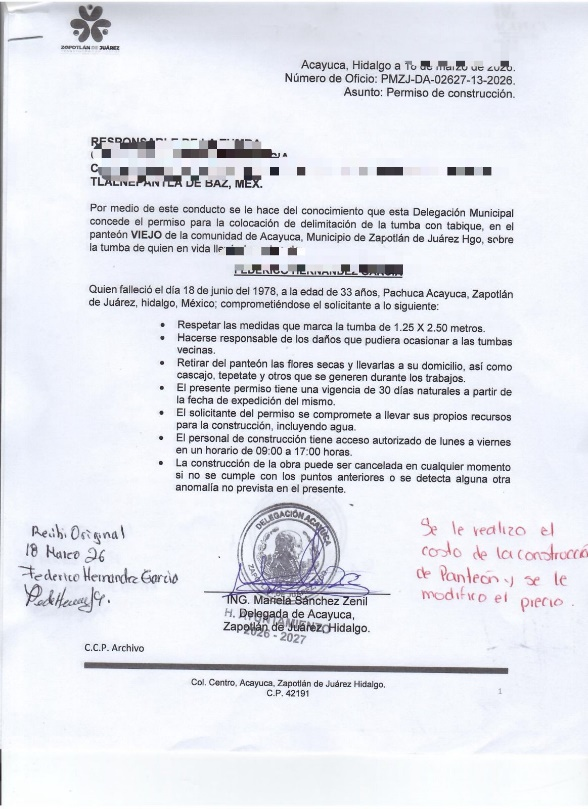 ZAPOTLÁN DE JUÁREZ
Acayuca, Hidalgo a
Número de Oficio: PMZJ-DA-02627-13-2026.
Asunto: Permiso de construcción.
RESPONSABLE DE LA TUMBA
TLALNEPANTLA DE BAZ, MEX.
Por medio de este conducto se le hace del conocimiento que esta Delegación Municipal
concede el permiso para la colocación de delimitación de la tumba con tabique, en el
panteón VIEJO de la comunidad de Acayuca, Municipio de Zapotlán de Juárez Hgo, sobre
la tumba de quien en vida
Quien falleció el día 18 de junio del 1978, a la edad de 33 años, Pachuca Acayuca, Zapotlán
de Juárez, hidalgo, México; comprometiéndose el solicitante a lo siguiente:
• Respetar las medidas que marca la tumba de 1.25 X 2.50 metros.
• Hacerse responsable de los daños que pudiera ocasionar a las tumbas
vecinas.
• Retirar del panteón las flores secas y llevarlas a su domicilio, así como
cascajo, tepetate y otros que se generen durante los trabajos.
• El presente permiso tiene una vigencia de 30 días naturales a partir de
la fecha de expedición del mismo.
• El solicitante del permiso se compromete a llevar sus propios recursos
para la construcción, incluyendo agua.
• El personal de construcción tiene acceso autorizado de lunes a viernes
en un horario de 09:00 a 17:00 horas.
• La construcción de la obra puede ser cancelada en cualquier momento
si no se cumple con los puntos anteriores o se detecta alguna otra
anomalía no prevista en el presente.
Recibi Original
18 Marzo 26
Federico Hernandez Garcia
DELEGACIÓN ACAYUCA
ING. Mariela Sánchez Zenil
H. AYUNTAMIENTO
Delegada de Acayuca,
Zapotlán de Juárez, Hidalgo.
2026 - 2027
Se le realizo el
costo de la construcción
de Panteón y se le
modifico el precio.
C.C.P. Archivo
Col. Centro, Acayuca, Zapotlán de Juárez Hidalgo,
C.P. 42191
1